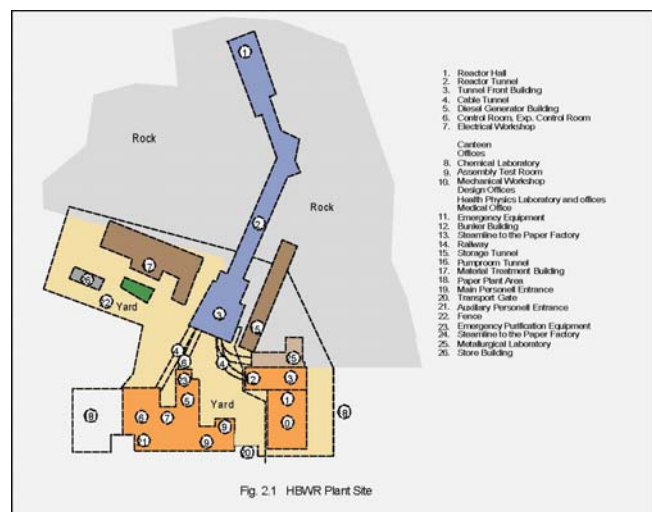 Rock
Rock
Yard
Yard
1. Reactor Hall
2. Reactor Tunnel
3. Tunnel Front Building
4. Cable Tunnel
5. Diesel Generator Building
6. Control Room, Exp. Control Room
7. Electrical Workshop
Canteen
Offices
8. Chemical Laboratory
9. Assembly Test Room
10. Mechanical Workshop
Design Offices
Health Physics Laboratory and offices
Medical Office
11. Emergency Equipment
12. Bunker Building
13. Steamline to the Paper Factory
14. Railway
15. Storage Tunnel
16. Pumproom Tunnel
17. Material Treatment Building
18. Paper Plant Area
19. Main Personell Entrance
20. Transport Gate
21. Auxiliary Personell Entrance
22. Fence
23. Emergency Purification Equipment
24. Steamline to the Paper Factory
25. Metallurgical Laboratory
26. Store Building
Fig. 2.1 HBWR Plant Site